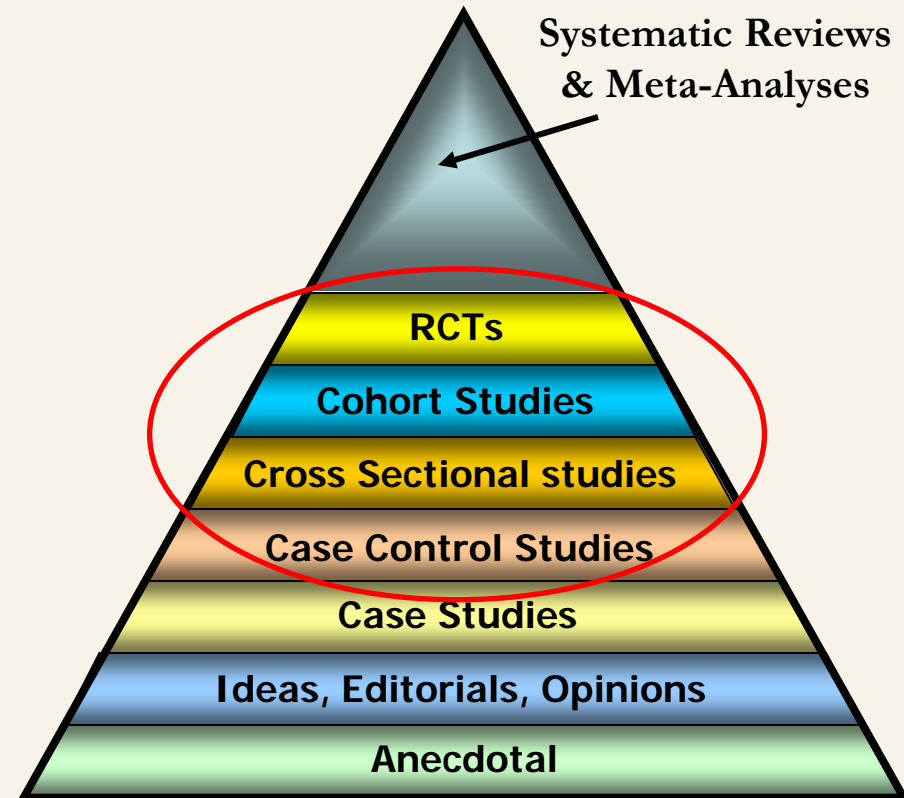 Systematic Reviews
& Meta-Analyses
RCTs
Cohort Studies
Cross Sectional studies
Case Control Studies
Case Studies
Ideas, Editorials, Opinions
Anecdotal